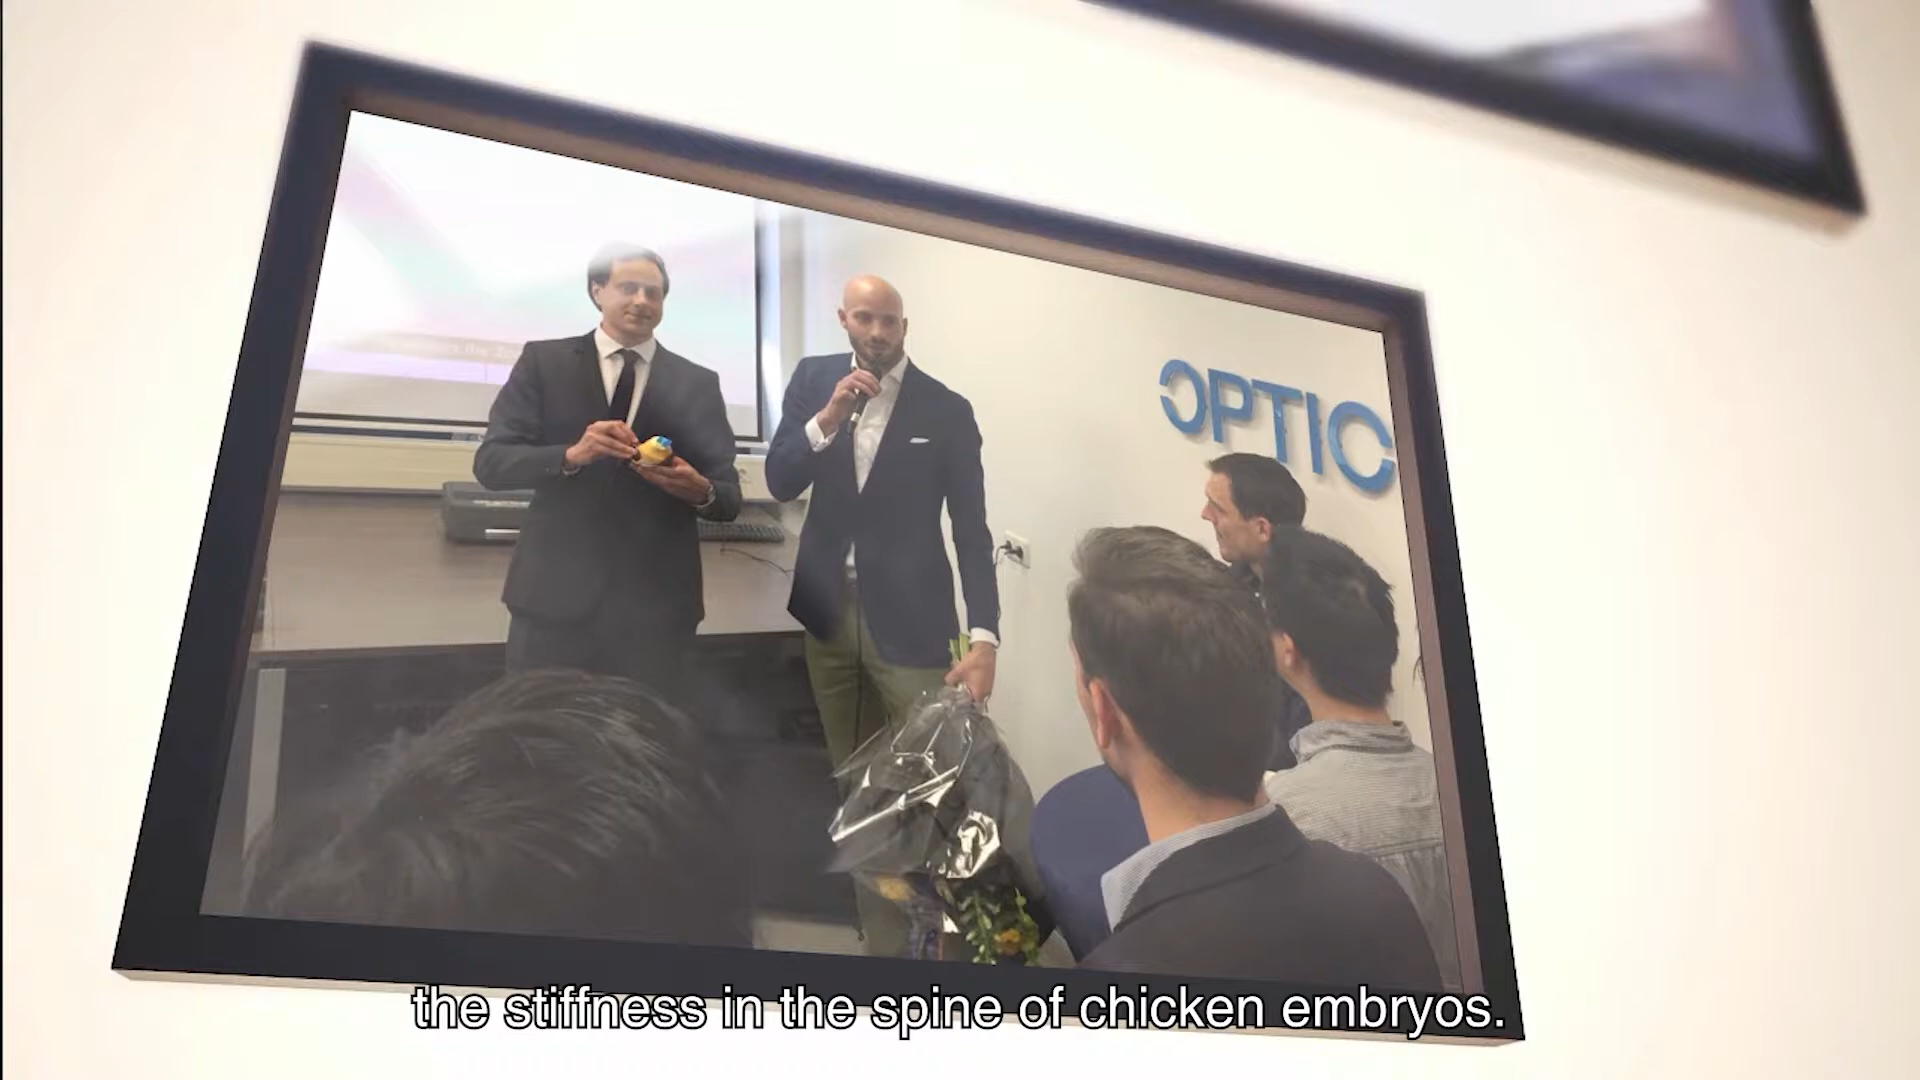 OPTIC
the stiffness in the spine of chicken embryos.